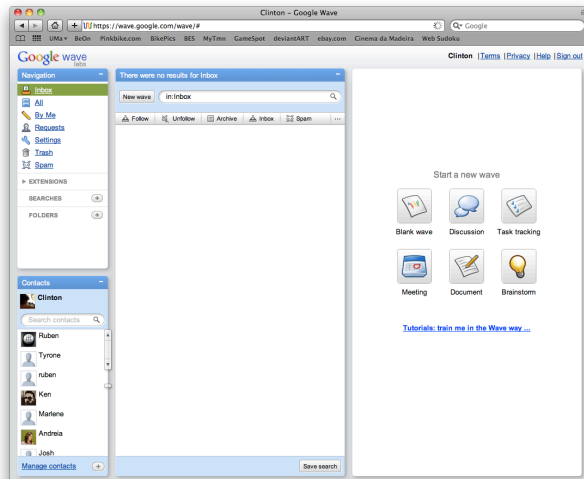 Clinton – Google Wave
https://wave.google.com/wave/#
Google
UMa BeOn Pinkbike.com BikePics BES MyTmn GameSpot deviantART ebay.com Cinema da Madeira Web Sudoku
Google wave
labs
Clinton | Terms | Privacy | Help | Sign out
Navigation
Inbox
All
By Me
Requests
Settings
Trash
Spam
EXTENSIONS
SEARCHES
FOLDERS
Contacts
Clinton
Search contacts
Ruben
Tyrone
ruben
Ken
Marlene
Andreia
Josh
Manage contacts
There were no results for Inbox
New wave in:Inbox
Follow Unfollow Archive Inbox Spam ...
Save search
Start a new wave
Blank wave Discussion Task tracking
Meeting Document Brainstorm
Tutorials: train me in the Wave way ...